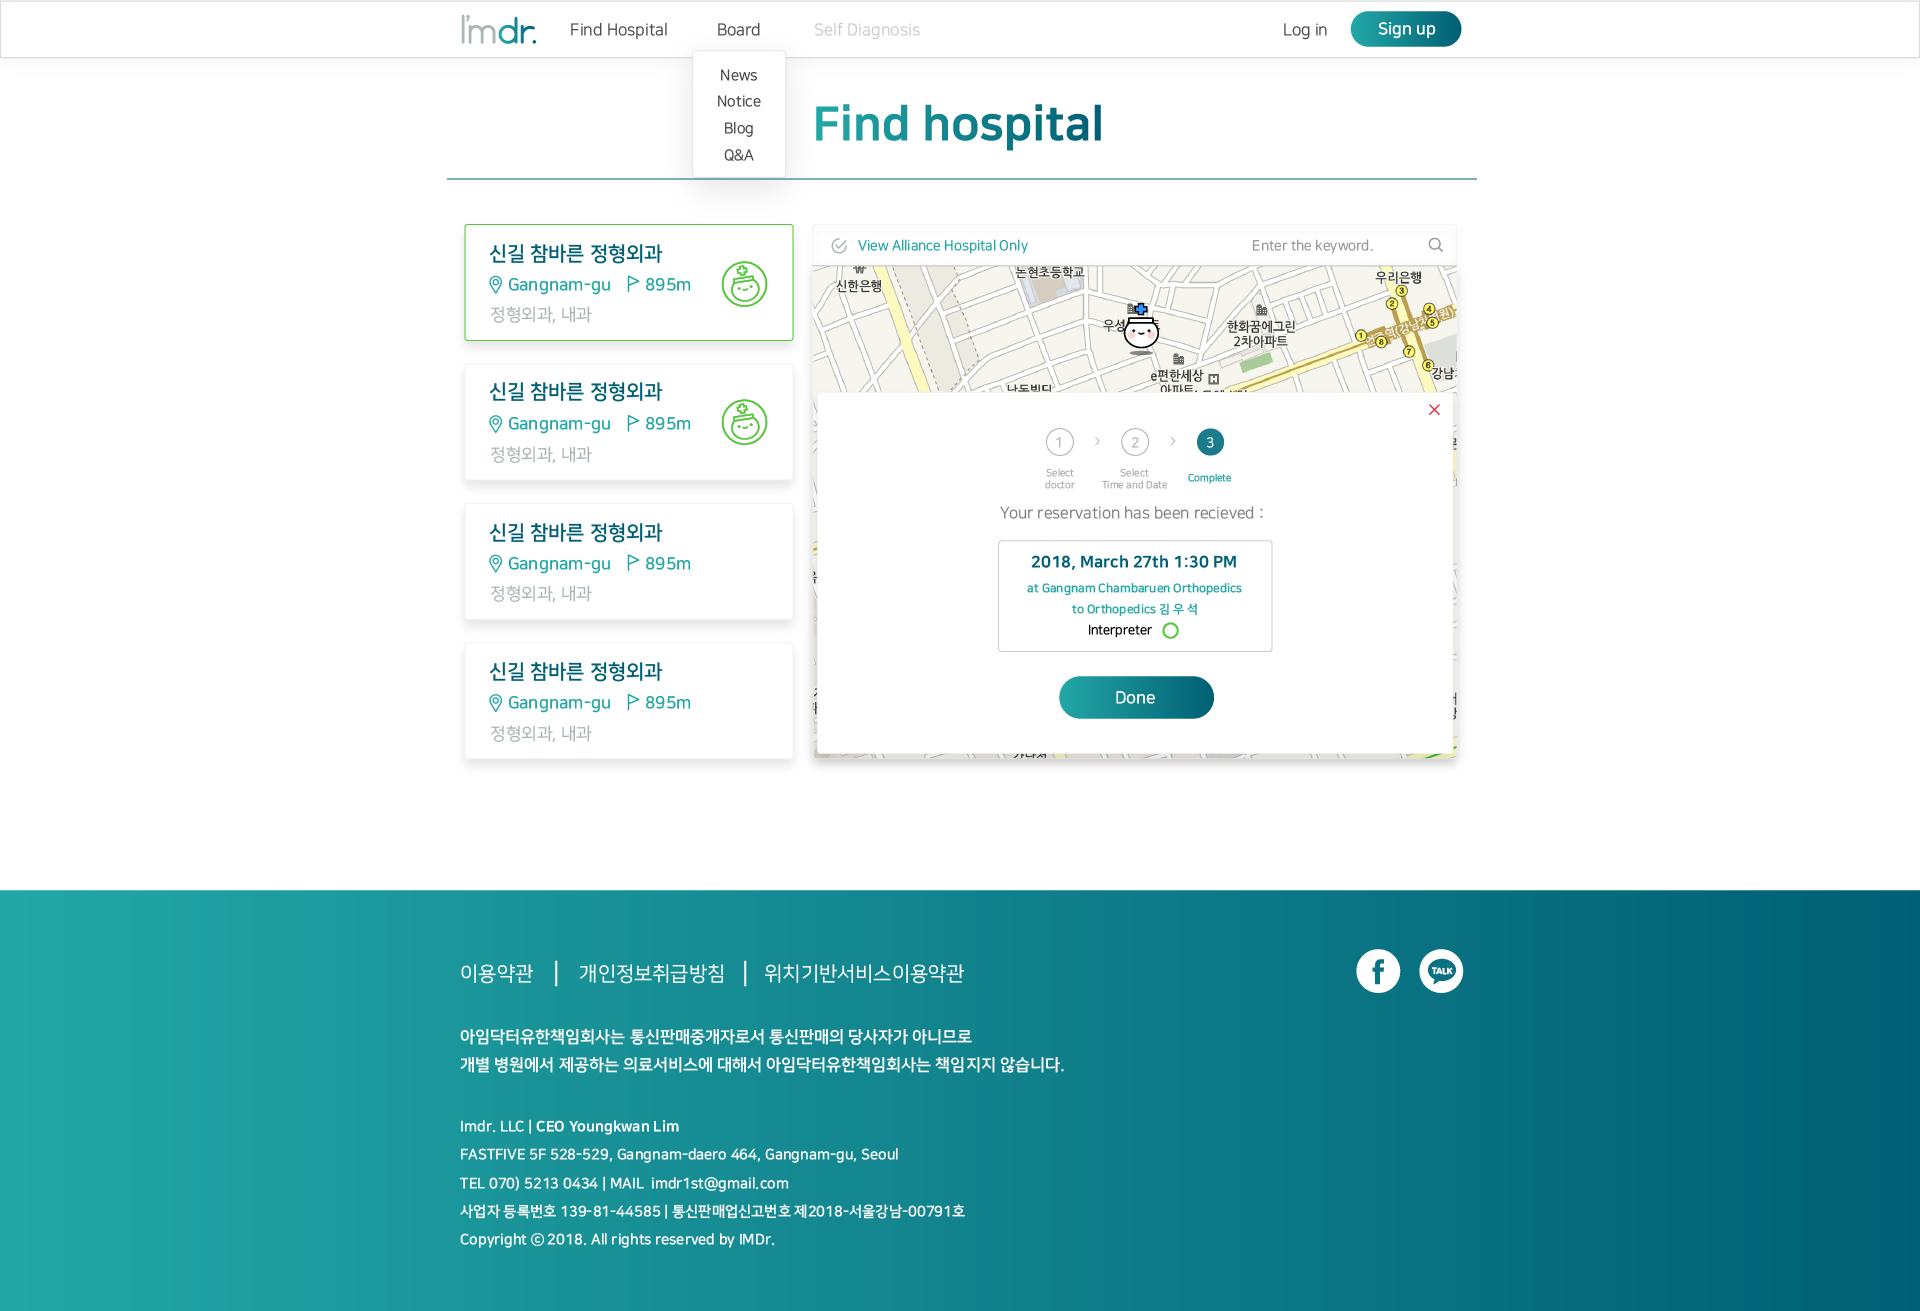 I'mdr.
Find Hospital
Board
Self Diagnosis
Log in
Sign up
News
Notice
Blog
Q&A
Find hospital
신길 참바른 정형외과
Gangnam-gu 895m
정형외과, 내과
신길 참바른 정형외과
Gangnam-gu 895m
정형외과, 내과
신길 참바른 정형외과
Gangnam-gu 895m
정형외과, 내과
신길 참바른 정형외과
Gangnam-gu 895m
정형외과, 내과
View Alliance Hospital Only
Enter the keyword.
논현초등학교
신한은행
우리은행
3
2
4
5
1
8
7
6
한화꿈에그린
2차아파트
e편한세상
아파트
1
2
3
Select
doctor
Select
Time and Date
Complete
Your reservation has been recieved :
2018, March 27th 1:30 PM
at Gangnam Chambaruen Orthopedics
to Orthopedics 김 우 석
Interpreter
Done
이용약관 | 개인정보취급방침 | 위치기반서비스이용약관
f
TALK
아임닥터유한책임회사는 통신판매중개자로서 통신판매의 당사자가 아니므로
개별 병원에서 제공하는 의료서비스에 대해서 아임닥터유한책임회사는 책임지지 않습니다.
Imdr. LLC | CEO Youngkwan Lim
FASTFIVE 5F 528-529, Gangnam-daero 464, Gangnam-gu, Seoul
TEL 070) 5213 0434 | MAIL imdr1st@gmail.com
사업자 등록번호 139-81-44585 | 통신판매업신고번호 제2018-서울강남-00791호
Copyright ⓒ 2018. All rights reserved by IMDr.